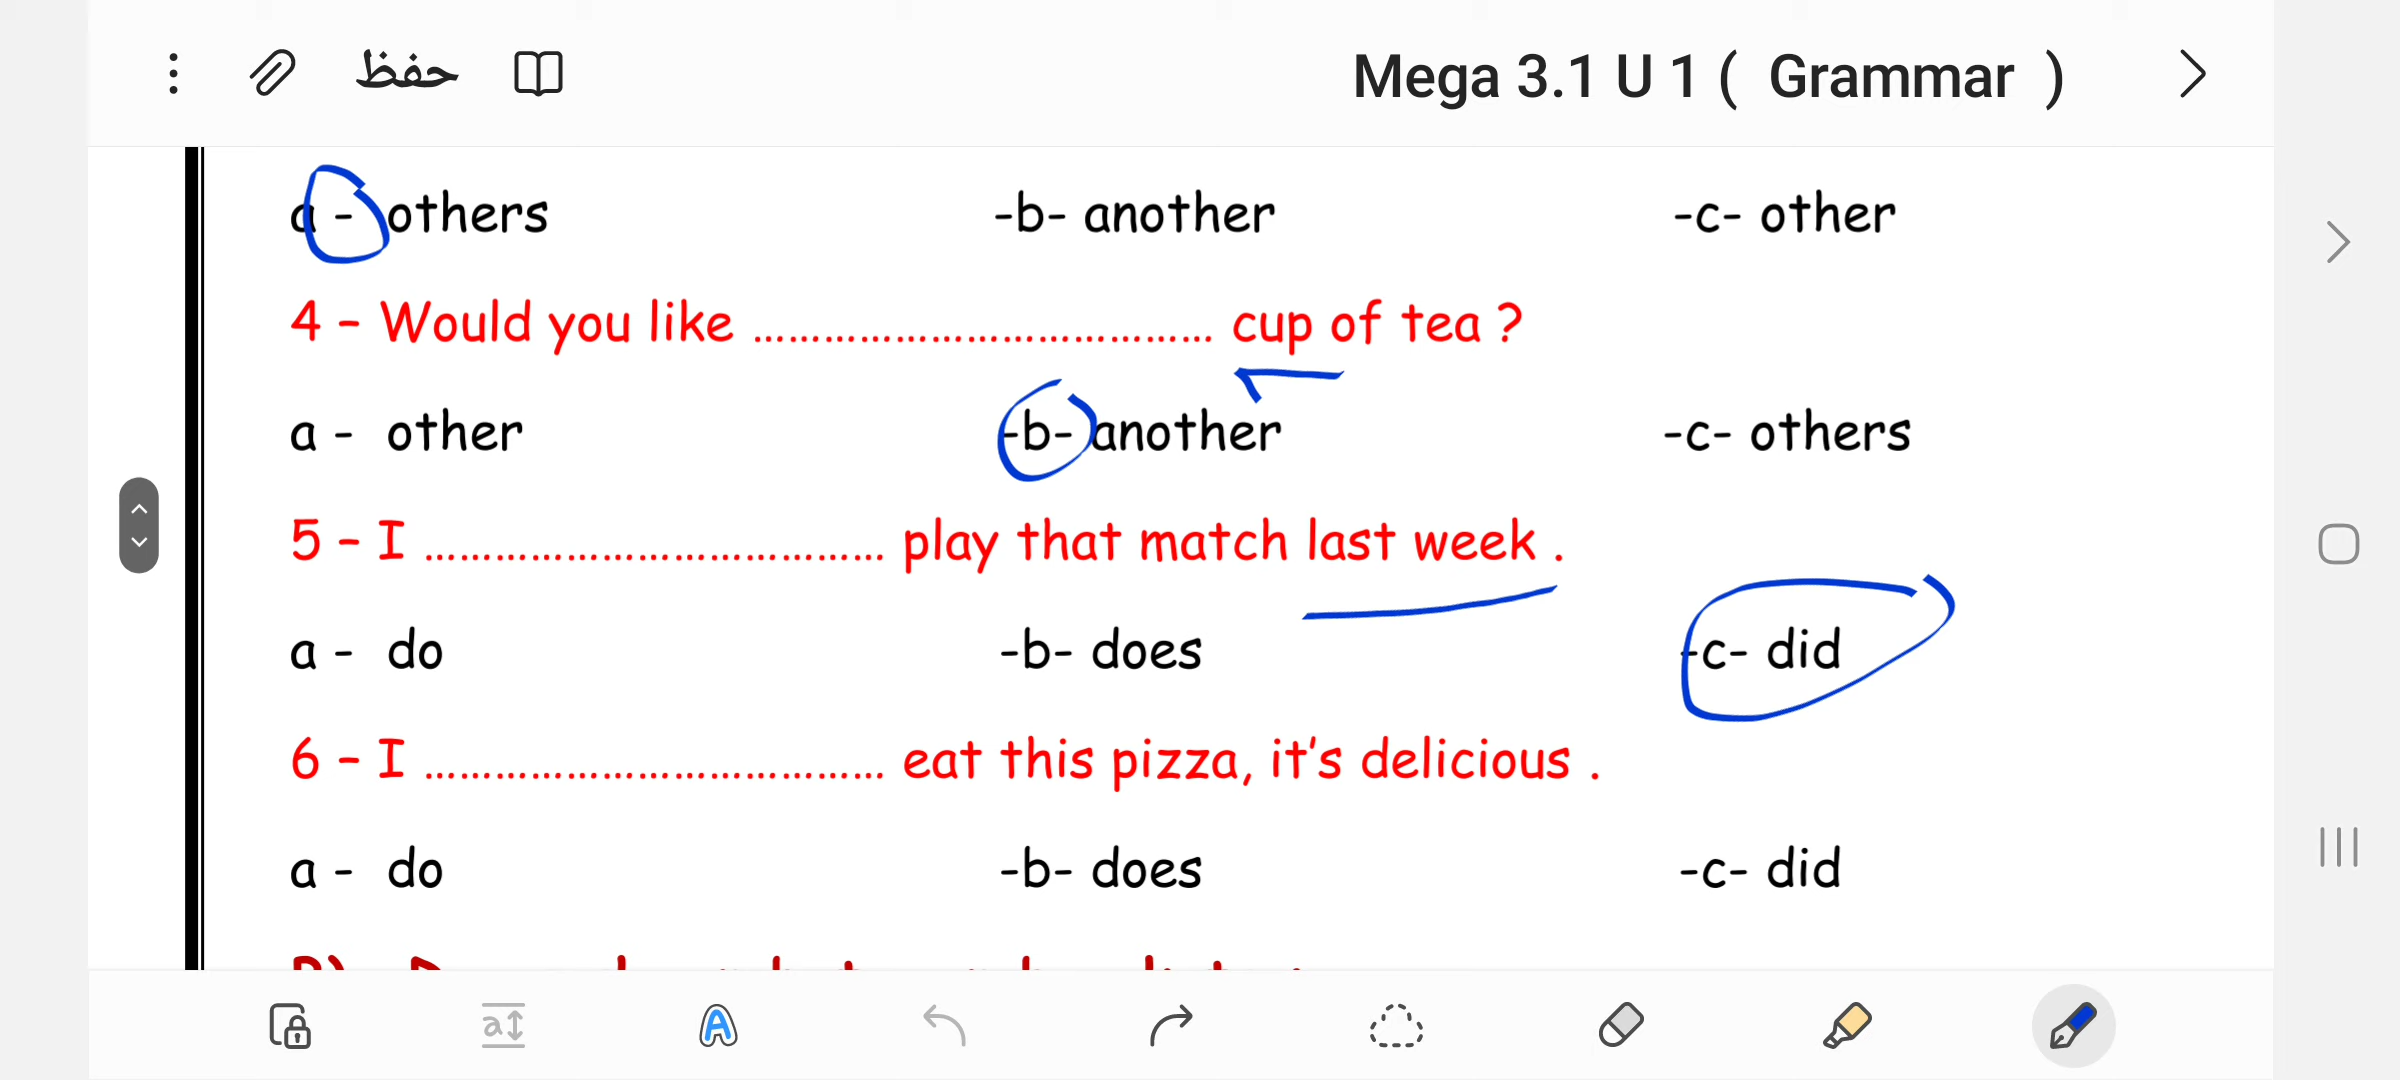 حفظ Mega 3.1 U 1 ( Grammar )
a - others -b- another -c- other
4 - Would you like ....................................... cup of tea ?
a - other -b- another -c- others
5 - I ....................................... play that match last week .
a - do -b- does -c- did
6 - I ....................................... eat this pizza, it's delicious .
a - do -b- does -c- did